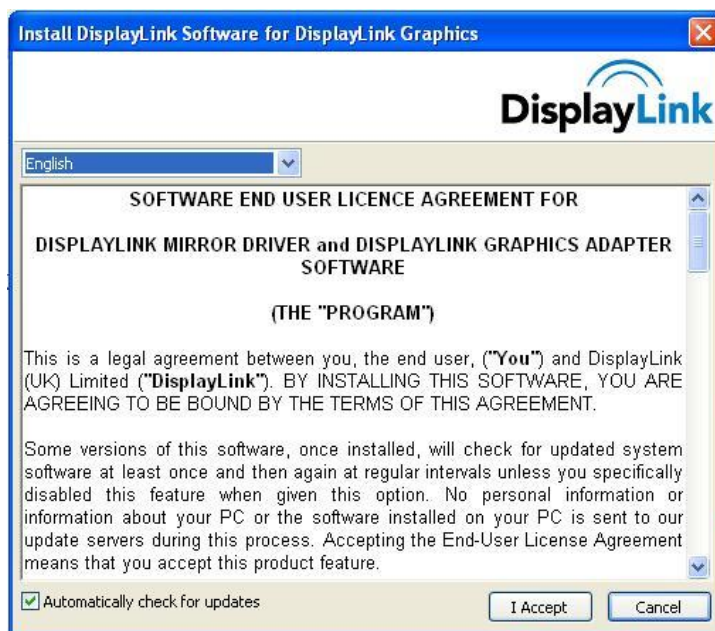 Install DisplayLink Software for DisplayLink Graphics
DisplayLink
English
SOFTWARE END USER LICENCE AGREEMENT FOR
DISPLAYLINK MIRROR DRIVER and DISPLAYLINK GRAPHICS ADAPTER
SOFTWARE
(THE "PROGRAM")
This is a legal agreement between you, the end user, ("You") and DisplayLink
(UK) Limited ("DisplayLink"). BY INSTALLING THIS SOFTWARE, YOU ARE
AGREEING TO BE BOUND BY THE TERMS OF THIS AGREEMENT.
Some versions of this software, once installed, will check for updated system
software at least once and then again at regular intervals unless you specifically
disabled this feature when given this option. No personal information or
information about your PC or the software installed on your PC is sent to our
update servers during this process. Accepting the End-User License Agreement
means that you accept this product feature.
Automatically check for updates
I Accept
Cancel